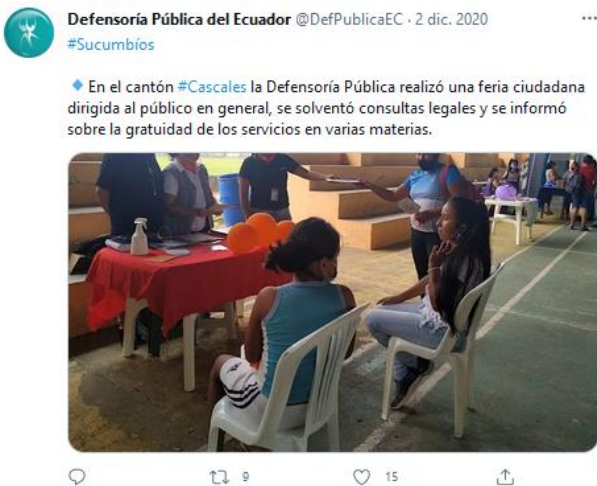 Defensoría Pública del Ecuador @DefPublicaEC · 2 dic. 2020
#Sucumbíos
En el cantón #Cascales la Defensoría Pública realizó una feria ciudadana
dirigida al público en general, se solventó consultas legales y se informó
sobre la gratuidad de los servicios en varias materias.
9 15